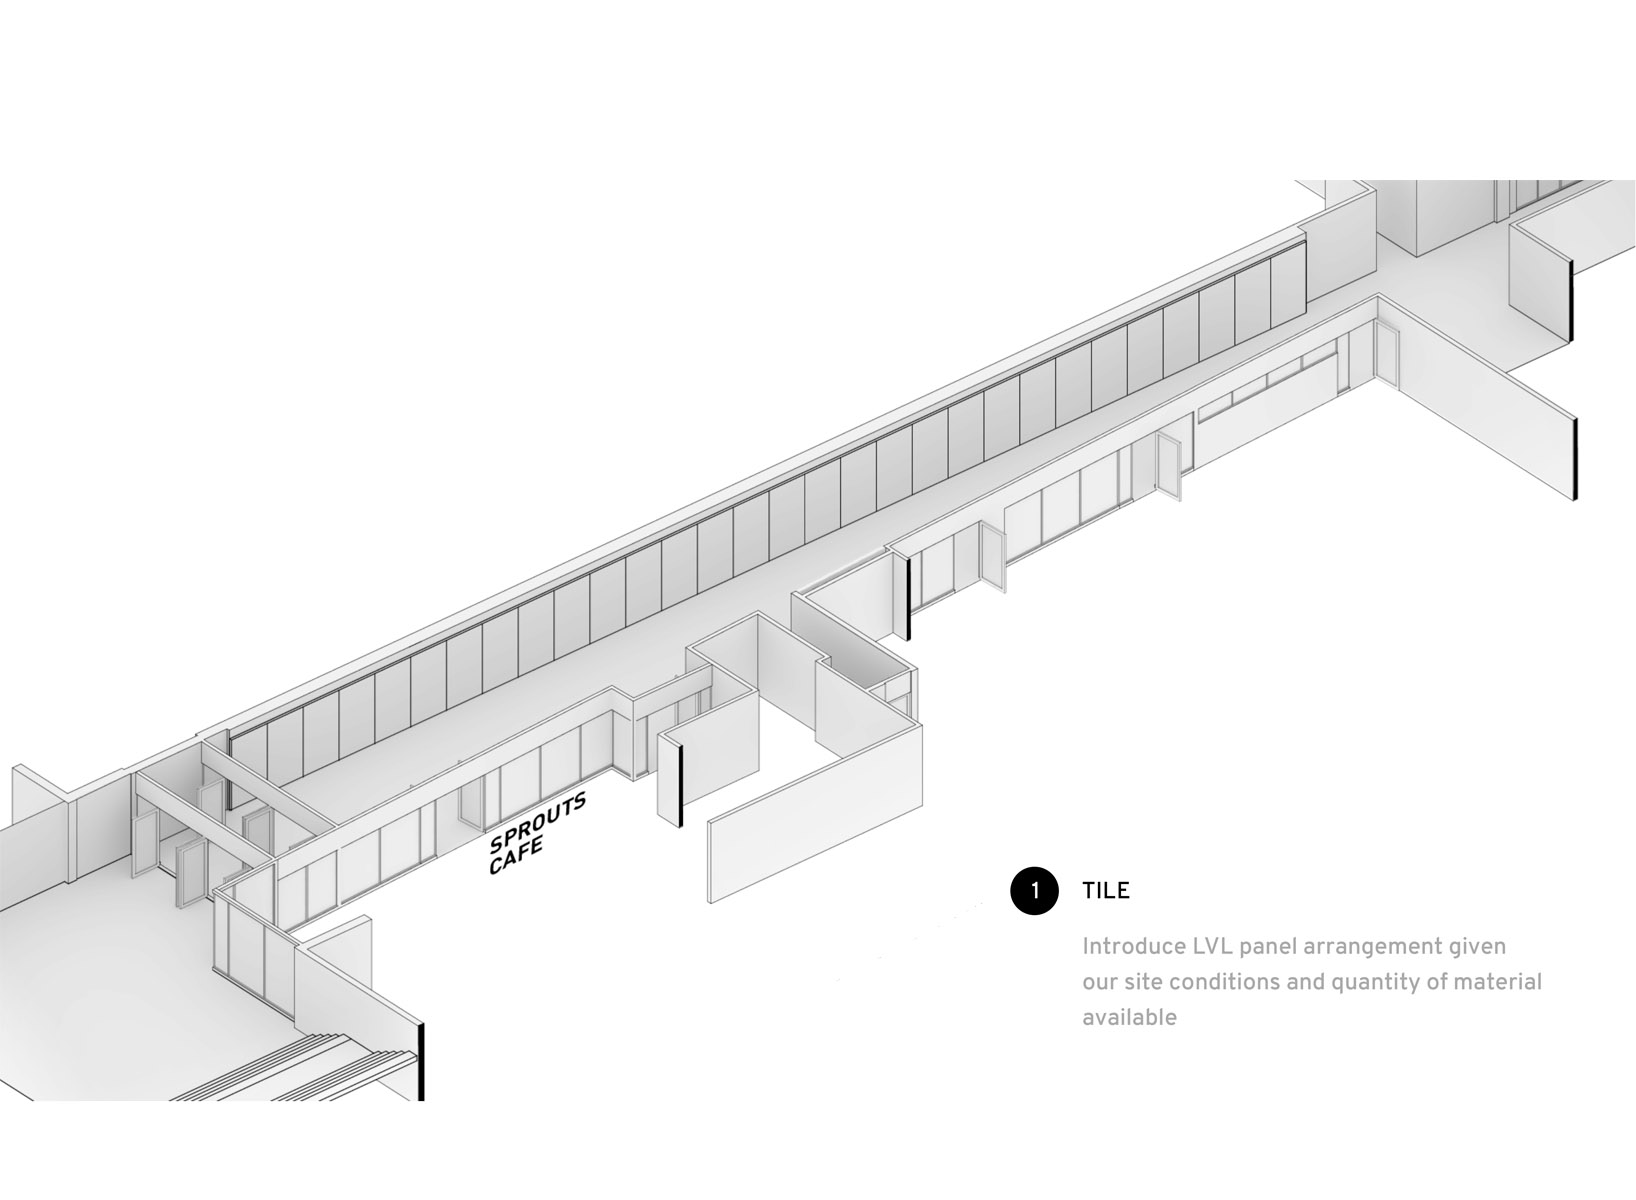 SPROUTS
CAFE
1 TILE
Introduce LVL panel arrangement given
our site conditions and quantity of material
available